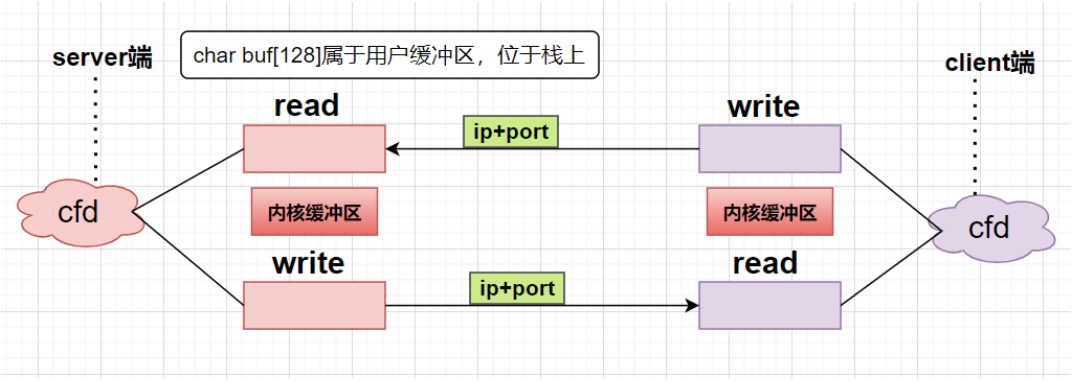 server端
char buf[128]属于用户缓冲区，位于栈上
client端
read
ip+port
write
cfd
内核缓冲区
内核缓冲区
cfd
write
ip+port
read